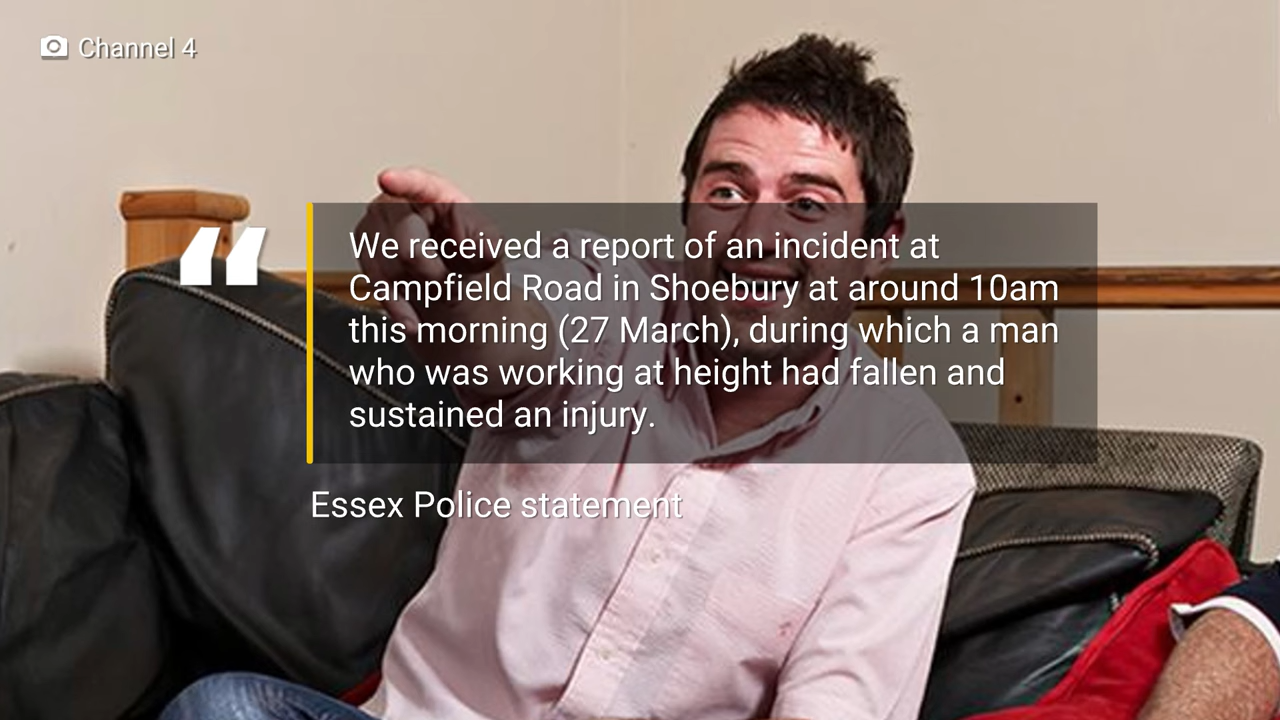 Channel 4
“
We received a report of an incident at
Campfield Road in Shoebury at around 10am
this morning (27 March), during which a man
who was working at height had fallen and
sustained an injury.
Essex Police statement